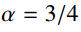 α = 3/4